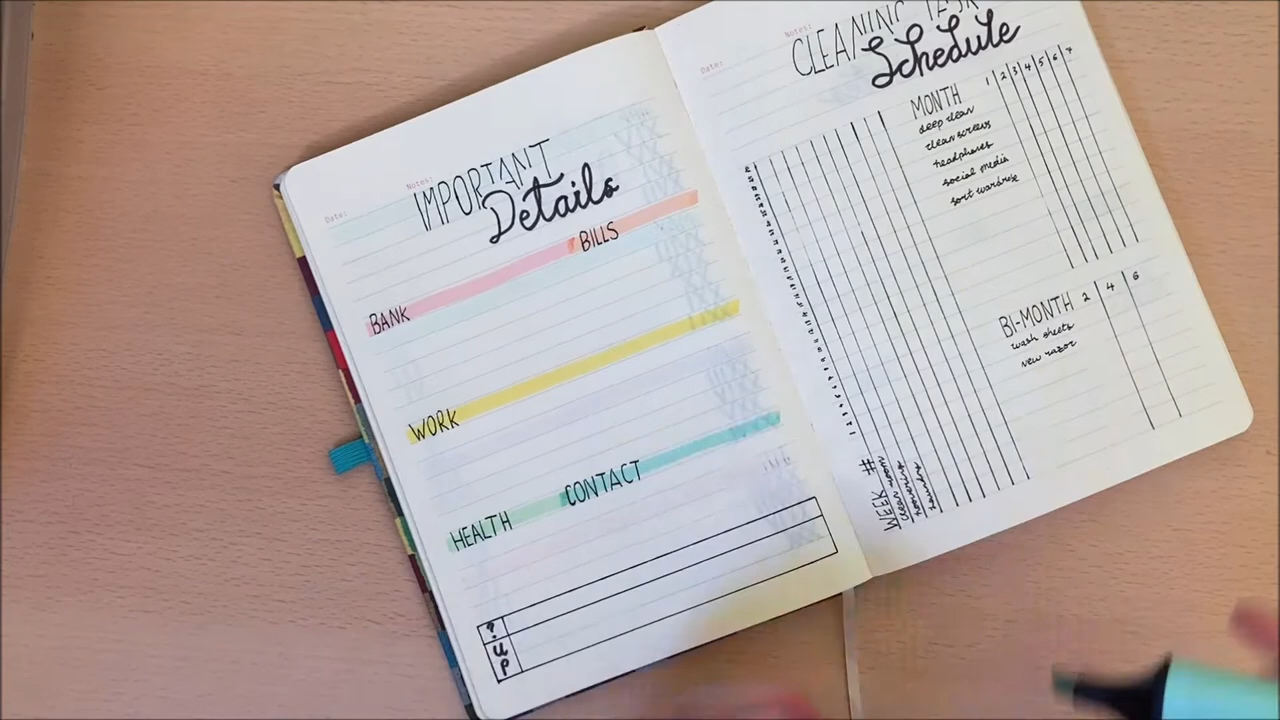 Notes:
Date:
IMPORTANT
Details
BILLS
BANK
WORK
CONTACT
HEALTH
?
UP
Notes:
Date:
CLEANING TASK
Schedule
MONTH 1 2 3 4 5 6 7
deep clean
clean screens
headphones
social media
sort wardrobe
BI-MONTH 2 4 6
wash sheets
new razor
WEEK #
clean room
hoovering
laundry